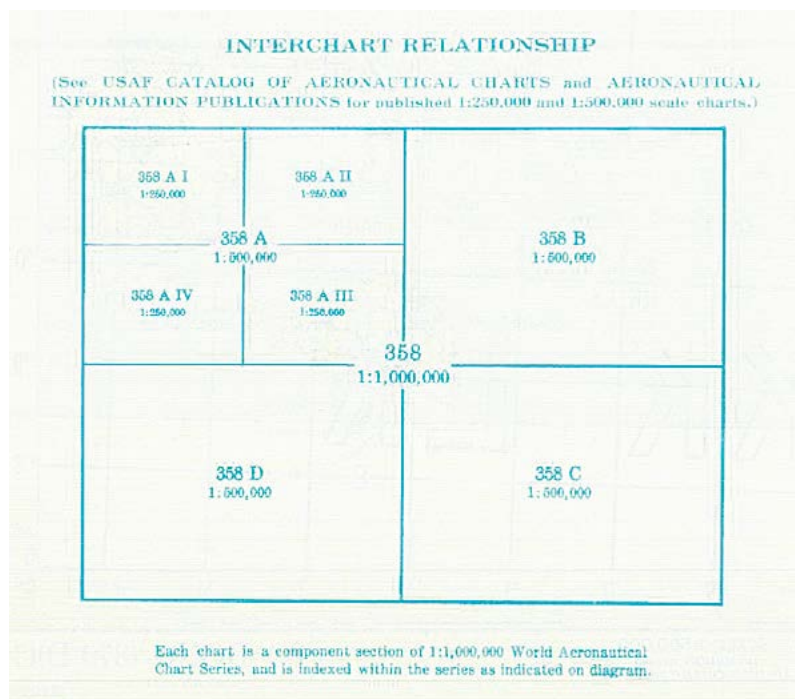 INTERCHART RELATIONSHIP
(See USAF CATALOG OF AERONAUTICAL CHARTS and AERONAUTICAL
INFORMATION PUBLICATIONS for published 1:250,000 and 1:500,000 scale charts.)
358 A I
1:250,000
358 A II
1:250,000
358 A
1:500,000
358 B
1:500,000
358 A IV
1:250,000
358 A III
1:250,000
358
1:1,000,000
358 D
1:500,000
358 C
1:500,000
Each chart is a component section of 1:1,000,000 World Aeronautical
Chart Series, and is indexed within the series as indicated on diagram.